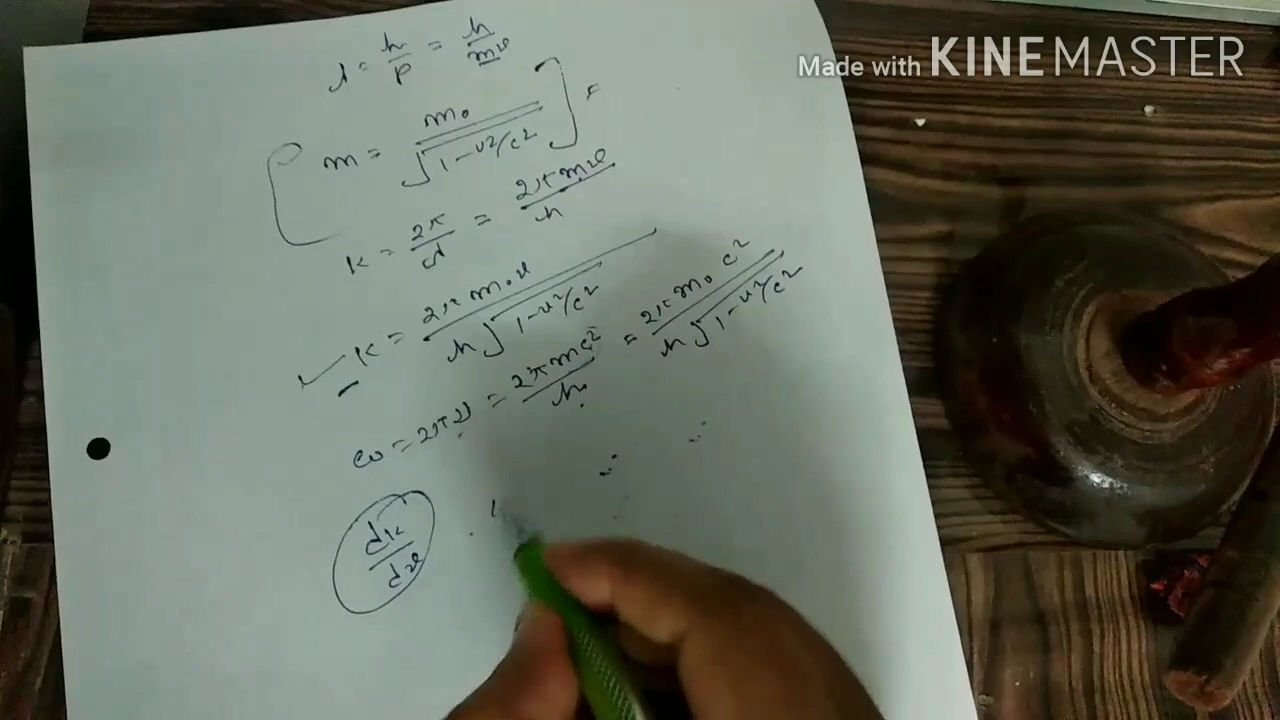 Made with KINEMASTER
λ = h/p = h/mv
m = m₀/√(1-v²/c²) =
K = 2π/λ = 2πmv/h
K = 2πm₀v/h√(1-v²/c²)
ω = 2πν = 2πmc²/h = 2πm₀c²/h√(1-v²/c²)
dK/dv